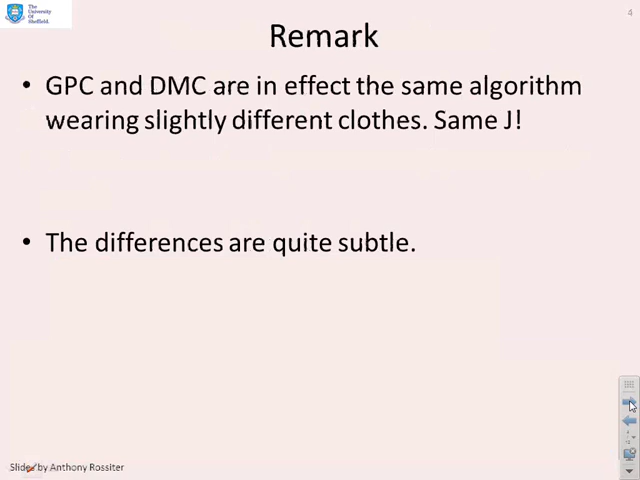 The
University
Of
Sheffield.
4
Remark
• GPC and DMC are in effect the same algorithm
wearing slightly different clothes. Same J!
• The differences are quite subtle.
Slides by Anthony Rossiter